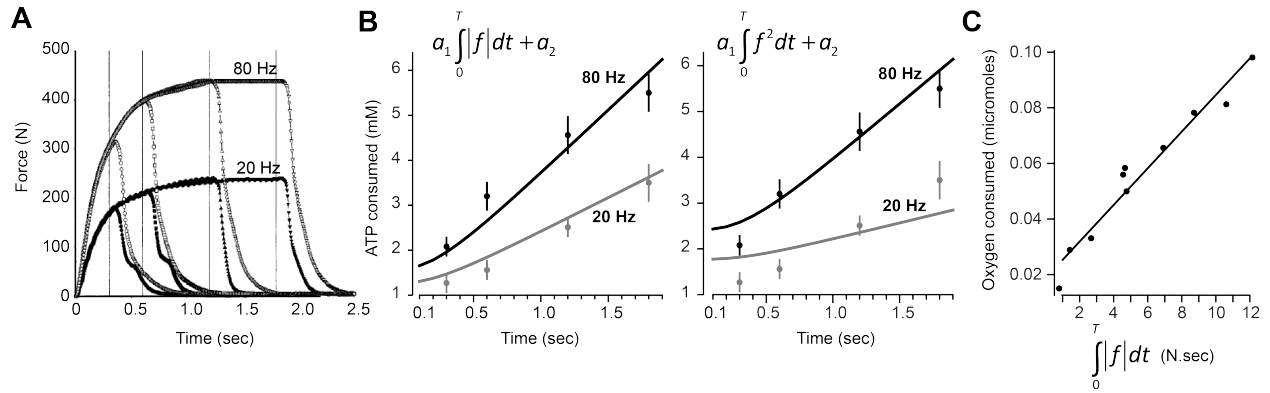 A
500
400
300
200
100
0
Force (N)
80 Hz
20 Hz
0 0.5 1.0 1.5 2.0 2.5
Time (sec)
B
a₁∫₀ᵀ|f|dt + a₂
6
5
4
3
2
1
ATP consumed (mM)
80 Hz
20 Hz
0.1 0.5 1.0 1.5
Time (sec)
a₁∫₀ᵀf²dt + a₂
6
5
4
3
2
1
80 Hz
20 Hz
0.1 0.5 1.0 1.5
Time (sec)
C
0.10
0.08
0.06
0.04
0.02
Oxygen consumed (micromoles)
2 4 6 8 10 12
∫₀ᵀ|f|dt (N.sec)